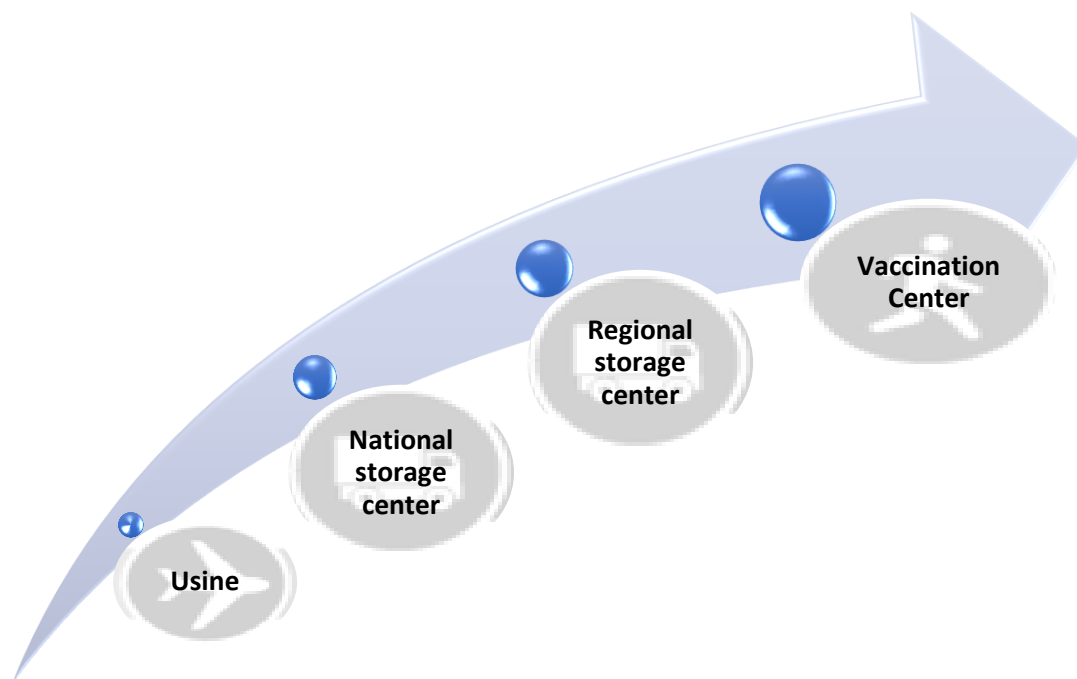 Usine
National
storage
center
Regional
storage
center
Vaccination
Center